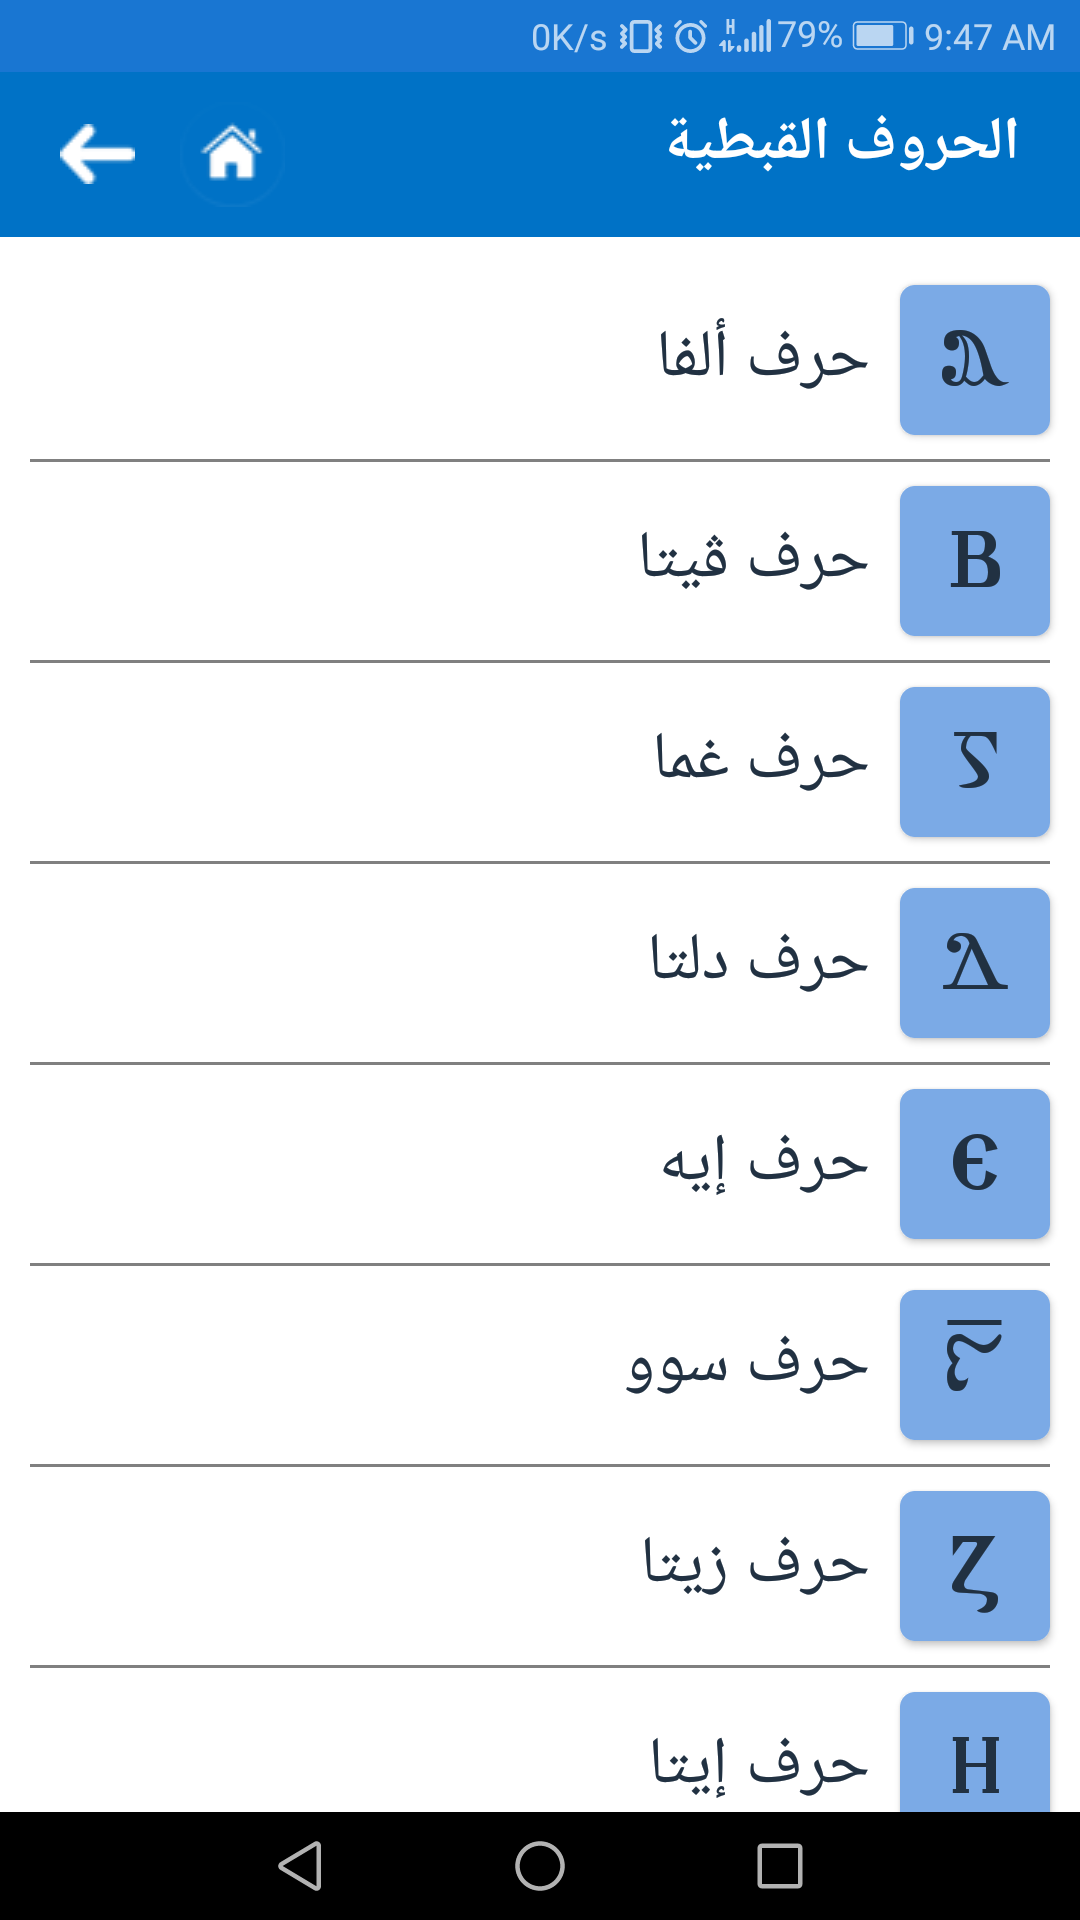 0K/s H 79% 9:47 AM
الحروف القبطية
Ⲁ حرف ألفا
Ⲃ حرف ڤيتا
Ⲅ حرف غما
Ⲇ حرف دلتا
Ⲉ حرف إيه
Ⲋ̅ حرف سوو
Ⲍ حرف زيتا
Ⲏ حرف إيتا